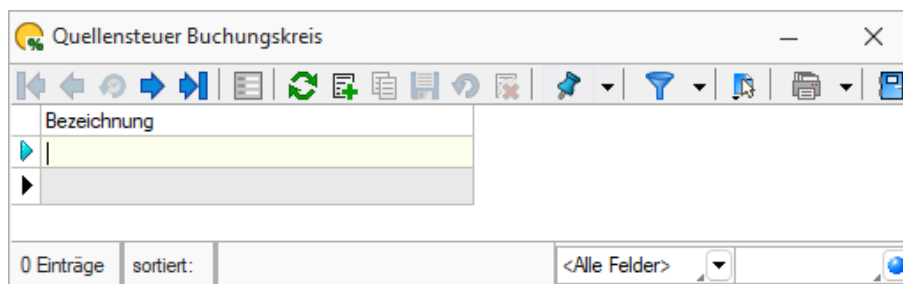 Quellensteuer Buchungskreis
Bezeichnung
0 Einträge sortiert: <Alle Felder>